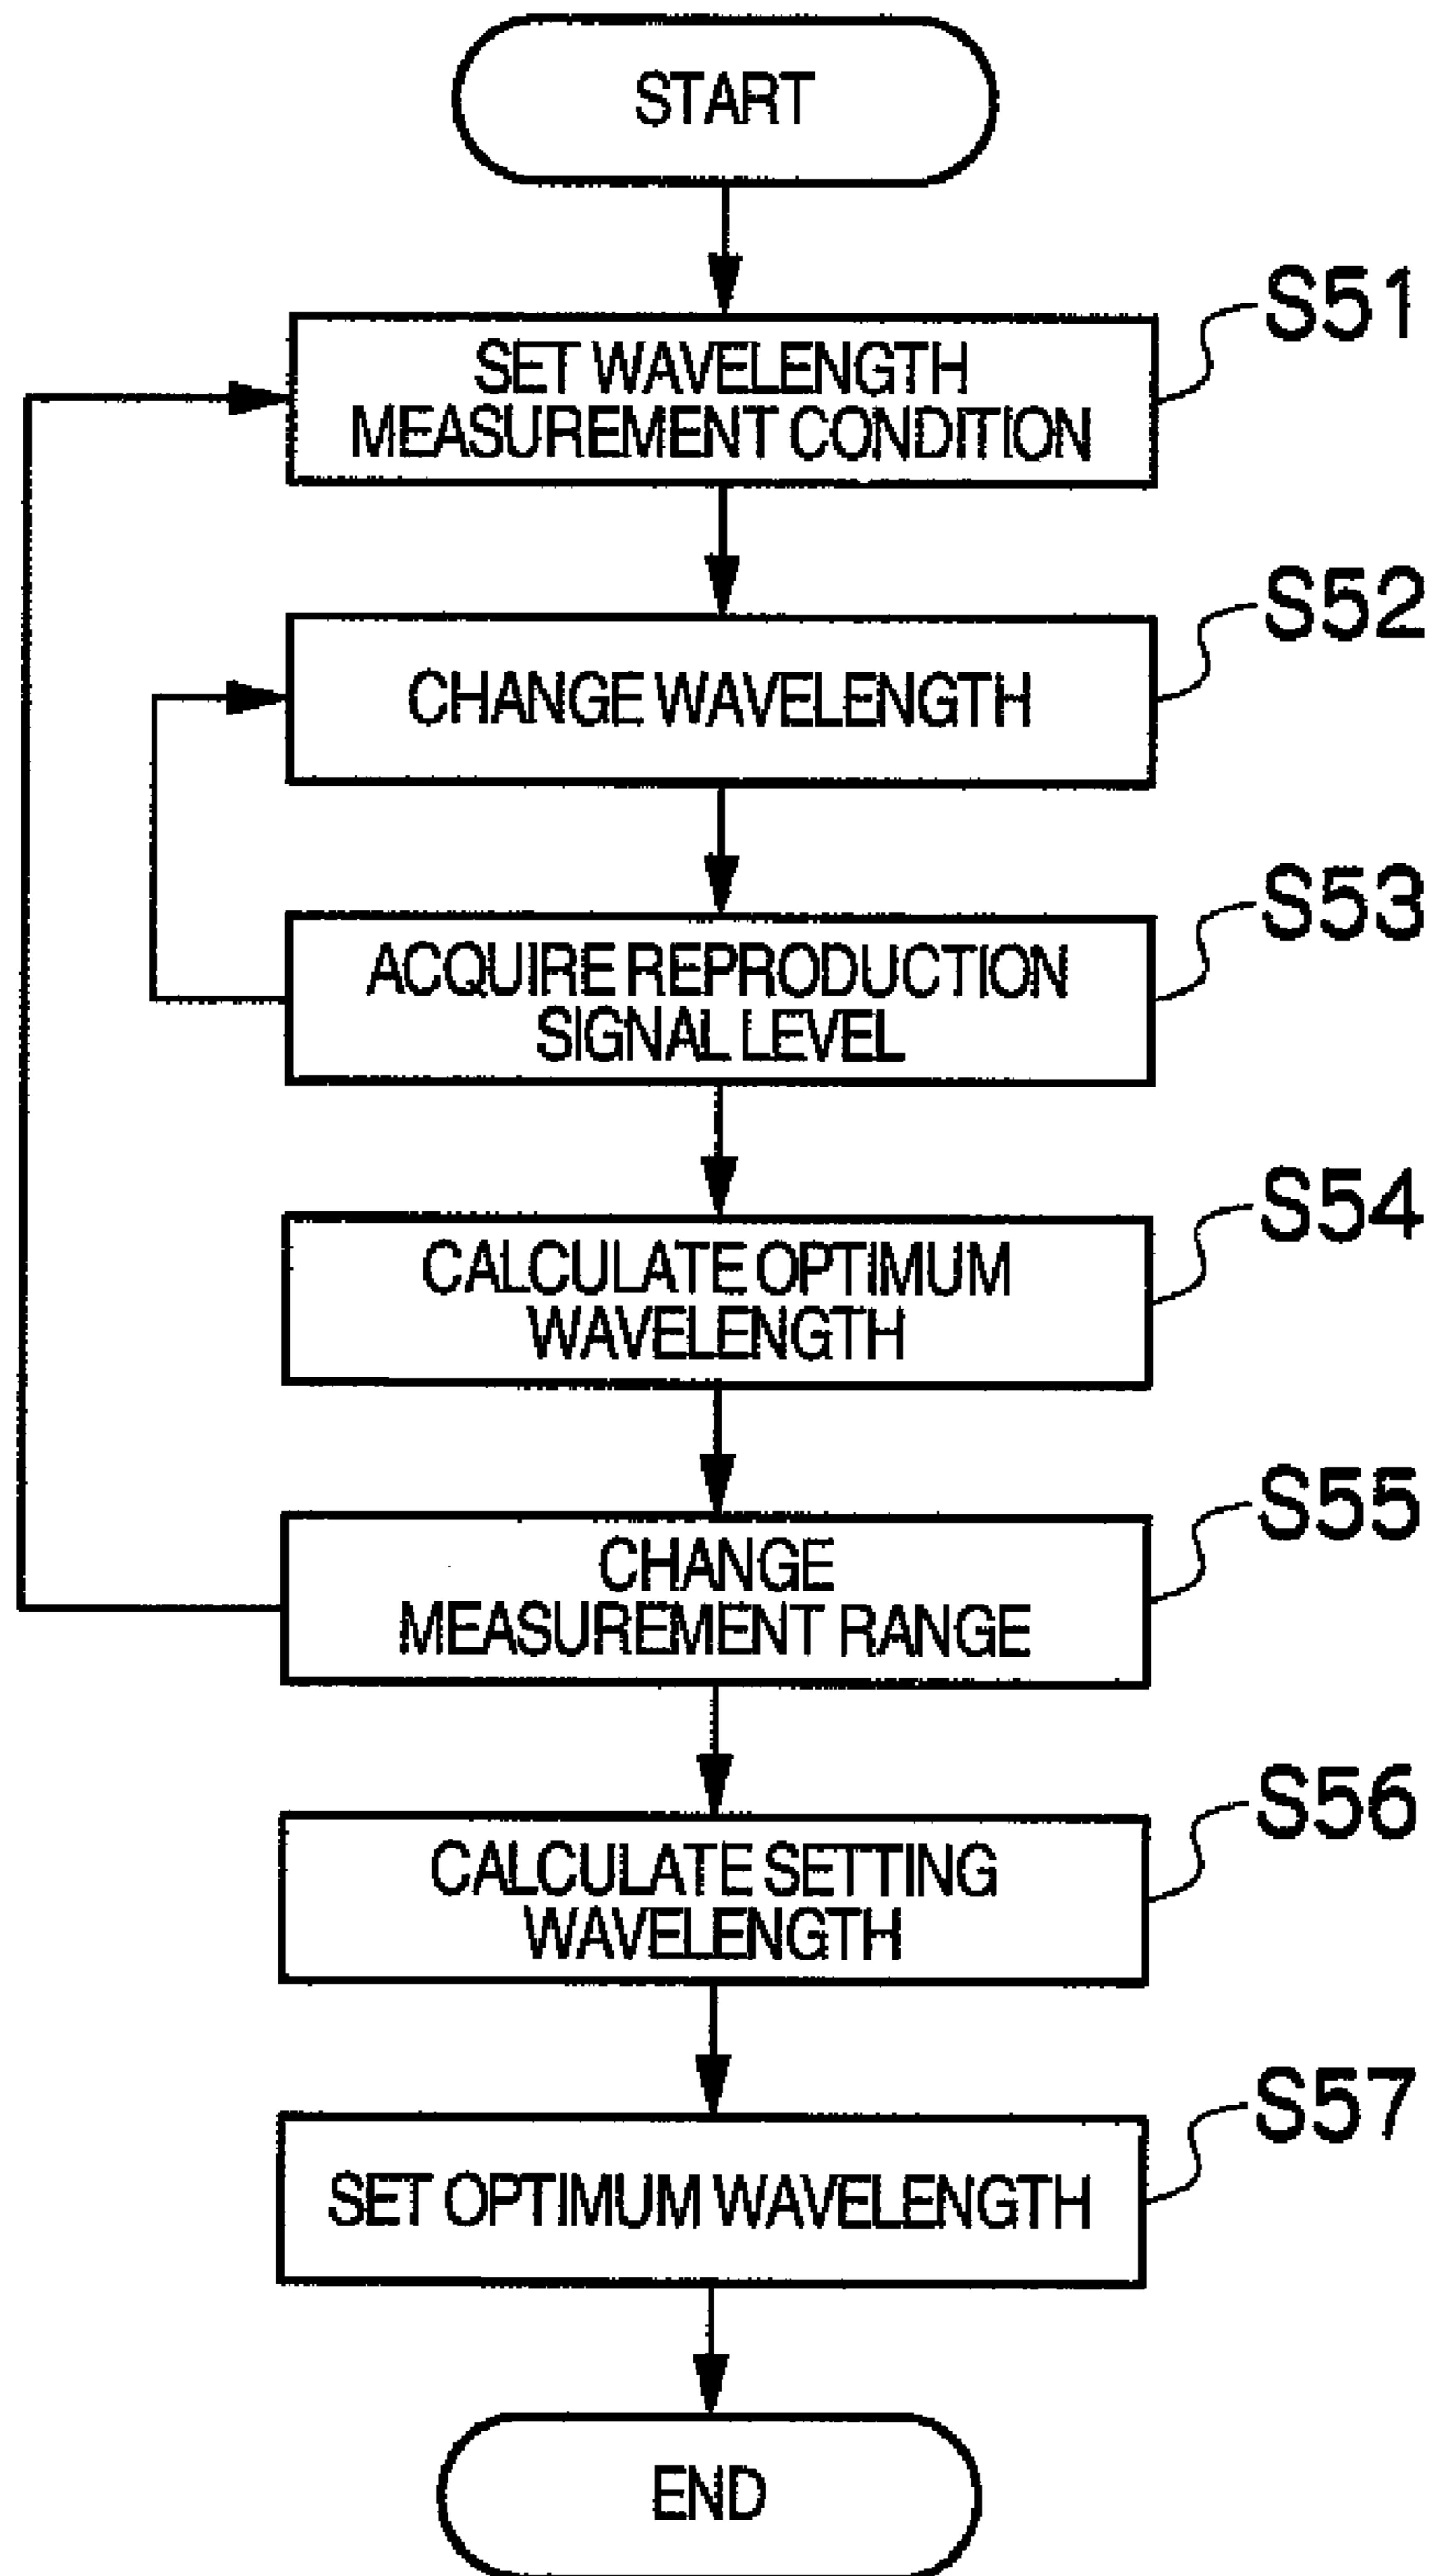 START
S51
SET WAVELENGTH
MEASUREMENT CONDITION
S52
CHANGE WAVELENGTH
S53
ACQUIRE REPRODUCTION
SIGNAL LEVEL
S54
CALCULATE OPTIMUM
WAVELENGTH
S55
CHANGE
MEASUREMENT RANGE
S56
CALCULATE SETTING
WAVELENGTH
S57
SET OPTIMUM WAVELENGTH
END